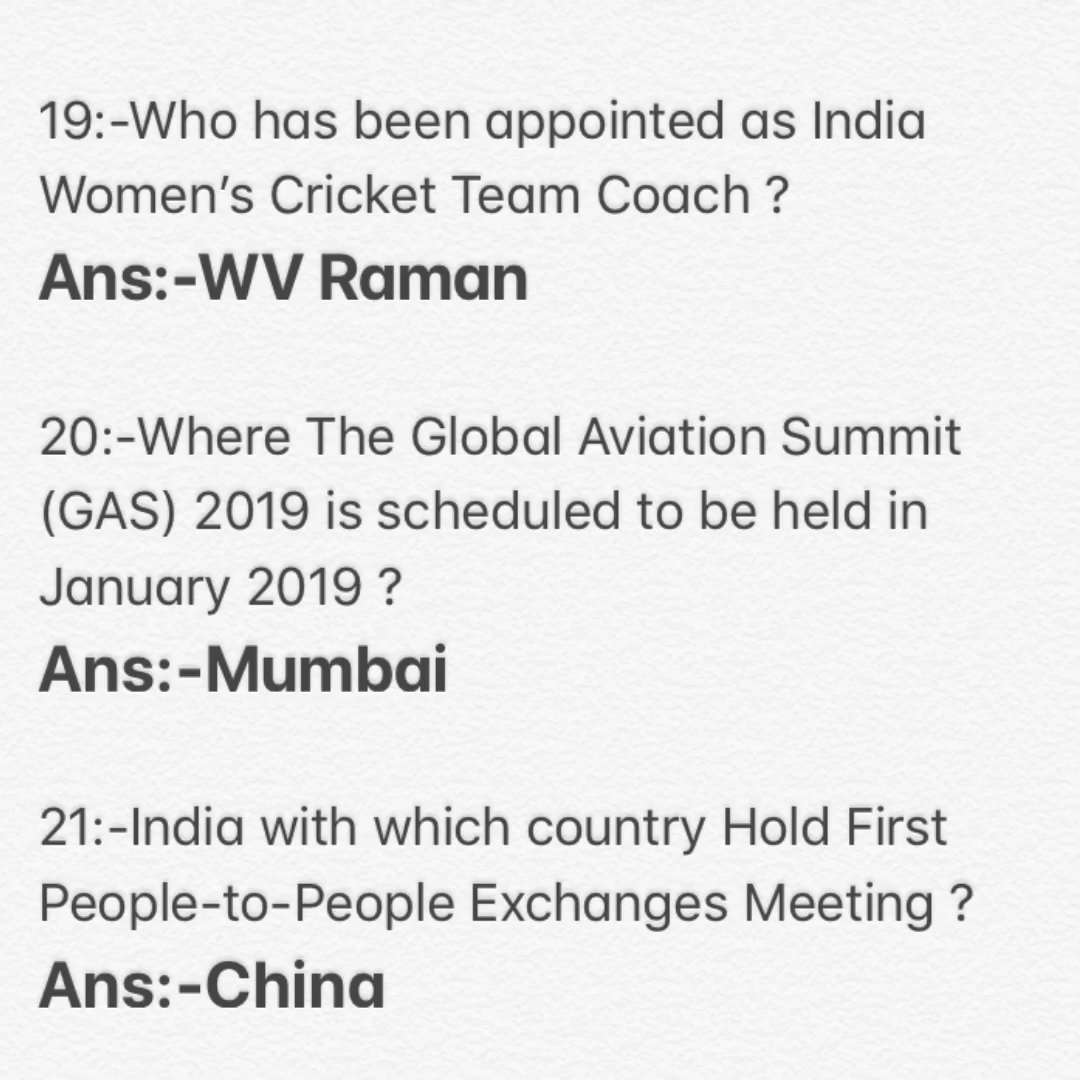 19:-Who has been appointed as India
Women’s Cricket Team Coach ?
Ans:-WV Raman
20:-Where The Global Aviation Summit
(GAS) 2019 is scheduled to be held in
January 2019 ?
Ans:-Mumbai
21:-India with which country Hold First
People-to-People Exchanges Meeting ?
Ans:-China